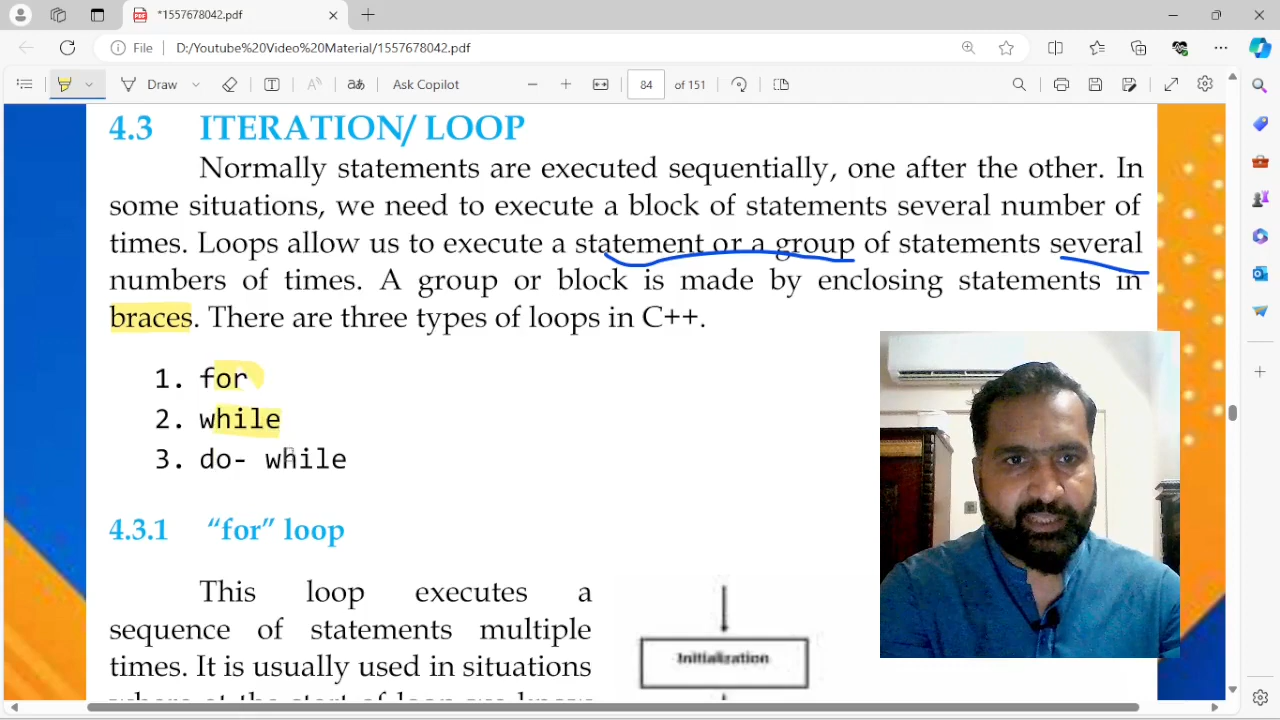 *1557678042.pdf
File
D:/Youtube%20Video%20Material/1557678042.pdf
Draw
Ask Copilot
84 of 151
4.3 ITERATION/ LOOP
Normally statements are executed sequentially, one after the other. In
some situations, we need to execute a block of statements several number of
times. Loops allow us to execute a statement or a group of statements several
numbers of times. A group or block is made by enclosing statements in
braces. There are three types of loops in C++.
1. for
2. while
3. do- while
4.3.1 “for” loop
This loop executes a
sequence of statements multiple
times. It is usually used in situations
Initialization